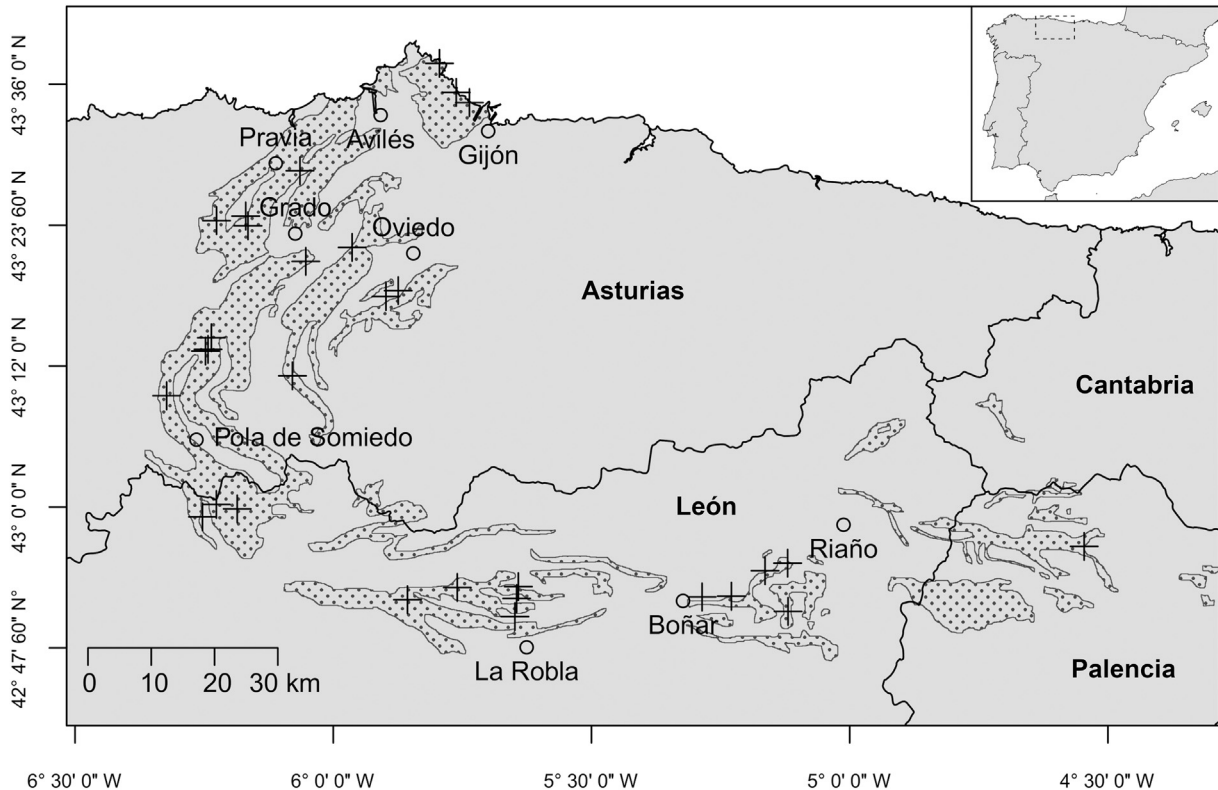 43° 36' 0" N
43° 23' 60" N
43° 12' 0" N
43° 0' 0" N
42° 47' 60" N
Pravia
Avilés
Gijón
Grado
Oviedo
Asturias
Cantabria
Pola de Somiedo
León
Riaño
Boñar
La Robla
Palencia
0 10 20 30 km
6° 30' 0" W 6° 0' 0" W 5° 30' 0" W 5° 0' 0" W 4° 30' 0" W